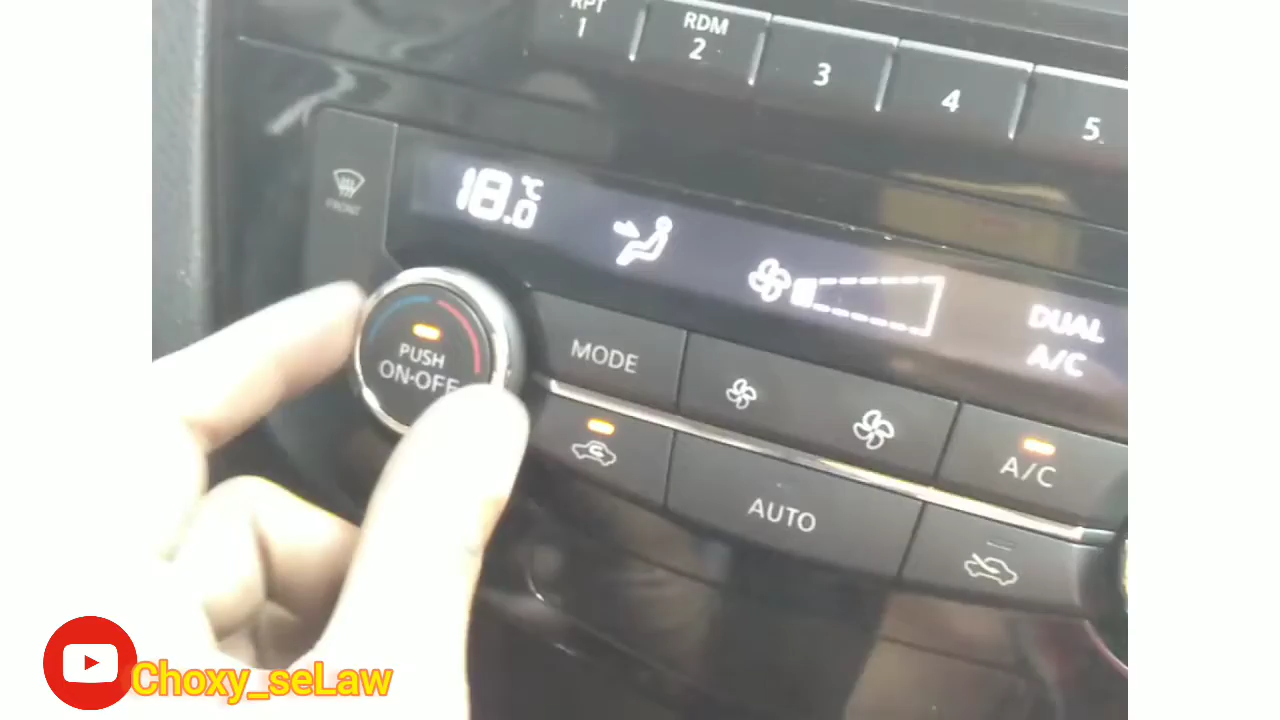 RPT
1
RDM
2
3
4
5
FRONT
18.0 °C
DUAL
A/C
PUSH
ON·OFF
MODE
A/C
AUTO
Choxy_seLaw